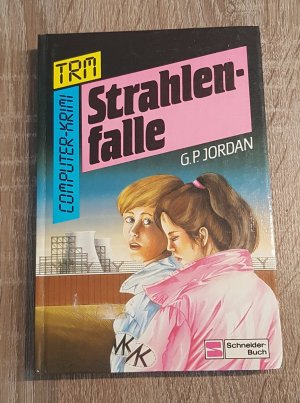 TRM
COMPUTER-KRIMI
Strahlen-
falle
G.P. JORDAN
Schneider-
Buch